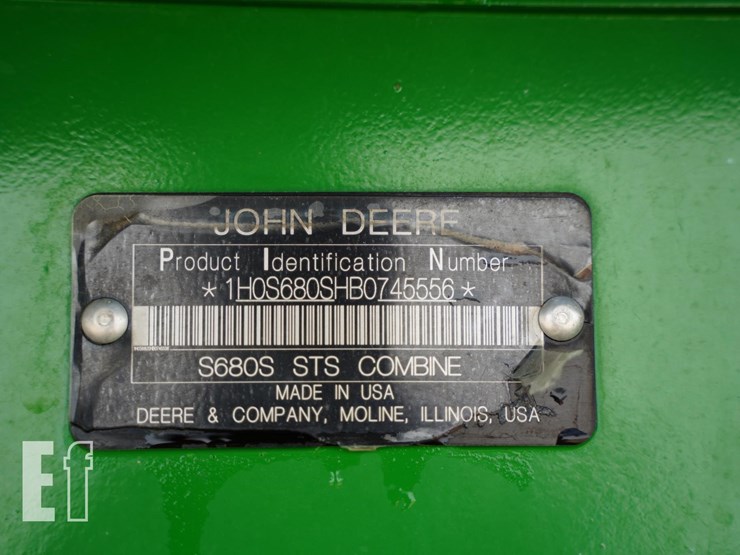 JOHN DEERE
Product Identification Number
*1H0S680SHB0745556*
S680S STS COMBINE
MADE IN USA
DEERE & COMPANY, MOLINE, ILLINOIS, USA
Ef